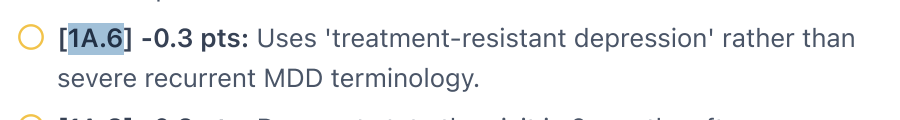 [1A.6] -0.3 pts: Uses 'treatment-resistant depression' rather than
severe recurrent MDD terminology.